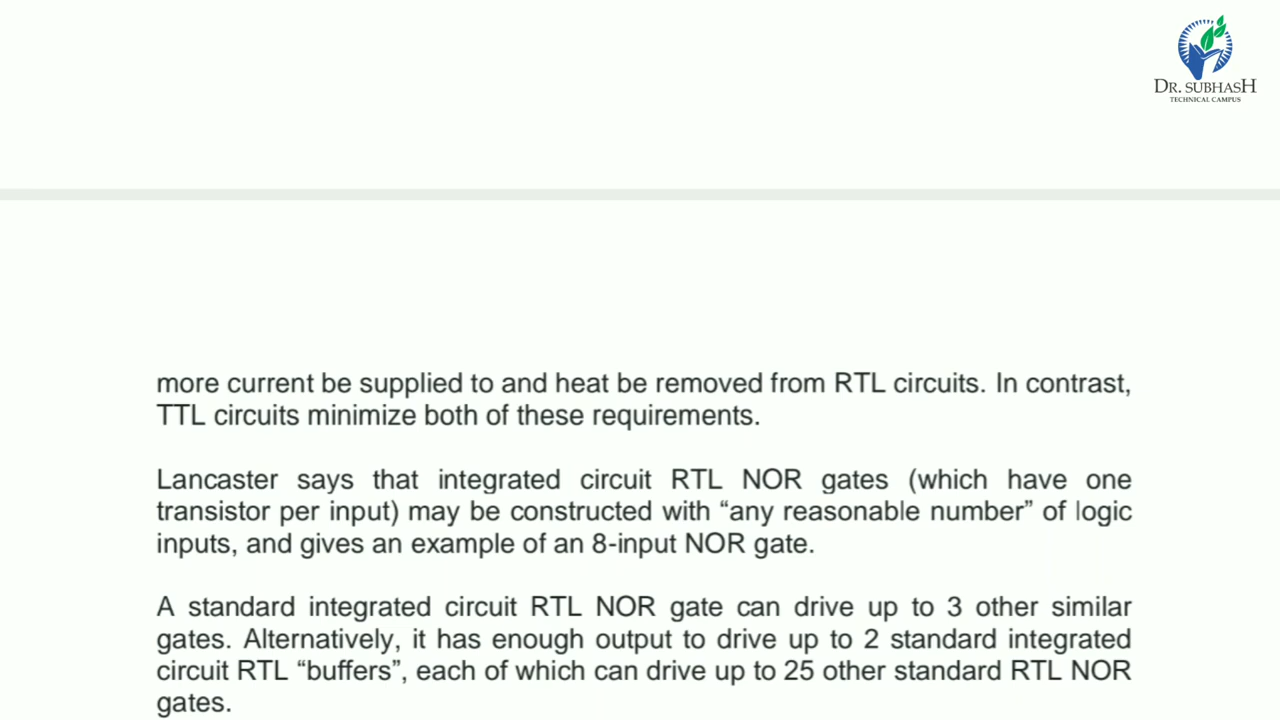 DR. SUBHASH
TECHNICAL CAMPUS
more current be supplied to and heat be removed from RTL circuits. In contrast,
TTL circuits minimize both of these requirements.
Lancaster says that integrated circuit RTL NOR gates (which have one
transistor per input) may be constructed with “any reasonable number” of logic
inputs, and gives an example of an 8-input NOR gate.
A standard integrated circuit RTL NOR gate can drive up to 3 other similar
gates. Alternatively, it has enough output to drive up to 2 standard integrated
circuit RTL “buffers”, each of which can drive up to 25 other standard RTL NOR
gates.